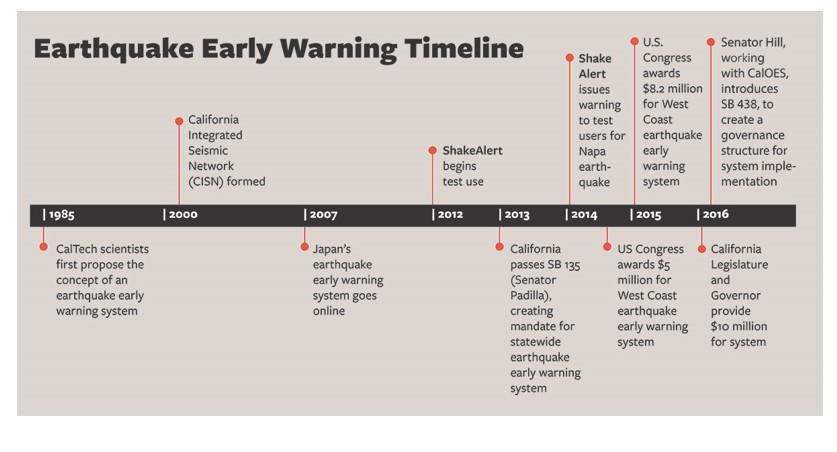 Earthquake Early Warning Timeline
California
Integrated
Seismic
Network
(CISN) formed
ShakeAlert
begins
test use
Shake
Alert
issues
warning
to test
users for
Napa
earth-
quake
U.S.
Congress
awards
$8.2 million
for West
Coast
earthquake
early
warning
system
Senator Hill,
working
with CalOES,
introduces
SB 438, to
create a
governance
structure for
system imple-
mentation
| 1985 | 2000 | 2007 | 2012 | 2013 | 2014 | 2015 | 2016
CalTech scientists
first propose the
concept of an
earthquake early
warning system
Japan's
earthquake
early warning
system goes
online
California
passes SB 135
(Senator
Padilla),
creating
mandate for
statewide
earthquake
early warning
system
US Congress
awards $5
million for
West Coast
earthquake
early warning
system
California
Legislature
and
Governor
provide
$10 million
for system